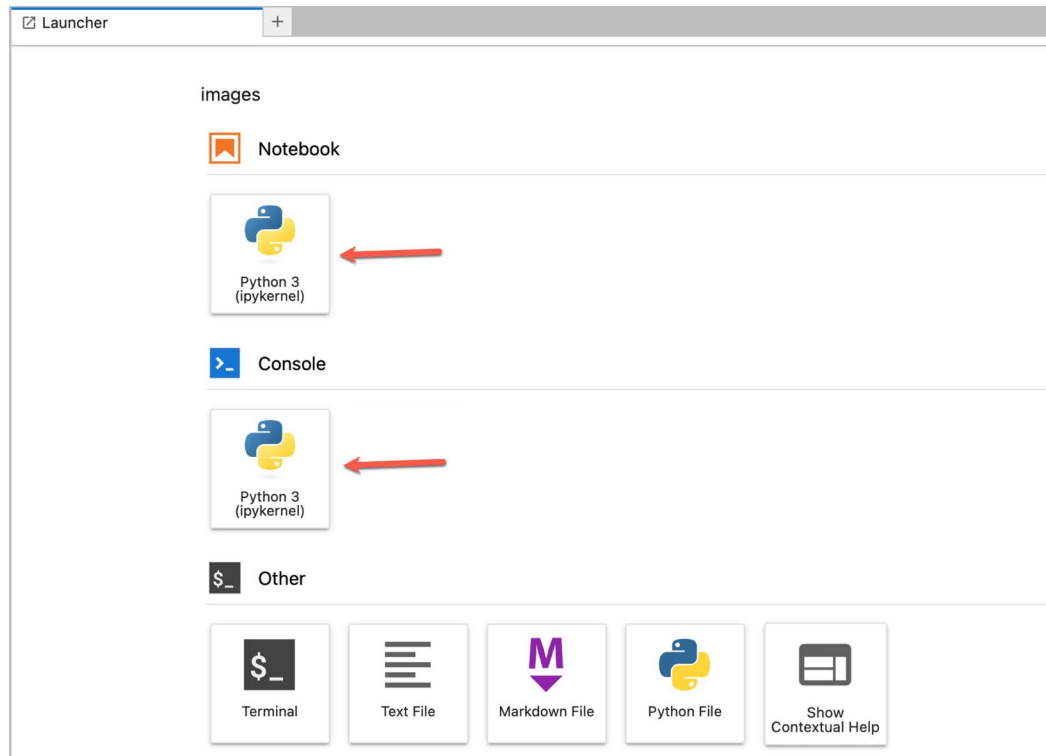 Launcher
+
images
Notebook
Python 3
(ipykernel)
>_ Console
Python 3
(ipykernel)
$_ Other
$_
M
Terminal
Text File
Markdown File
Python File
Show
Contextual Help